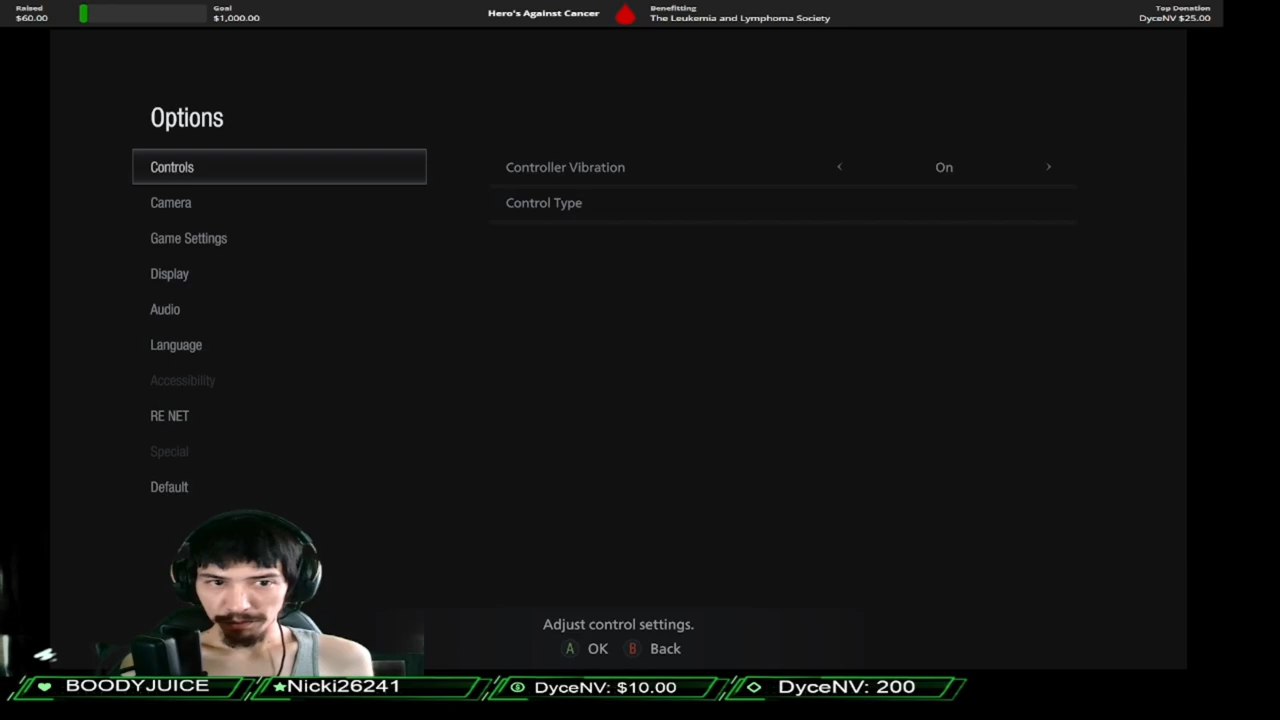 Raised
$60.00
Goal
$1,000.00
Hero's Against Cancer
Benefitting
The Leukemia and Lymphoma Society
Top Donation
DyceNV $25.00
Options
Controls
Camera
Game Settings
Display
Audio
Language
Accessibility
RE NET
Special
Default
Controller Vibration
On
Control Type
Adjust control settings.
A OK B Back
BOODYJUICE
Nicki26241
DyceNV: $10.00
DyceNV: 200